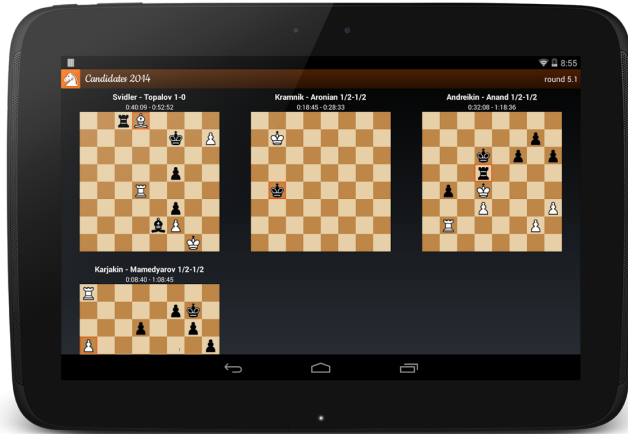 8:55
Candidates 2014
round 5.1
Svidler - Topalov 1-0
0:40:09 - 0:52:52
Kramnik - Aronian 1/2-1/2
0:18:45 - 0:28:33
Andreikin - Anand 1/2-1/2
0:32:08 - 1:18:36
Karjakin - Mamedyarov 1/2-1/2
0:08:40 - 1:08:45